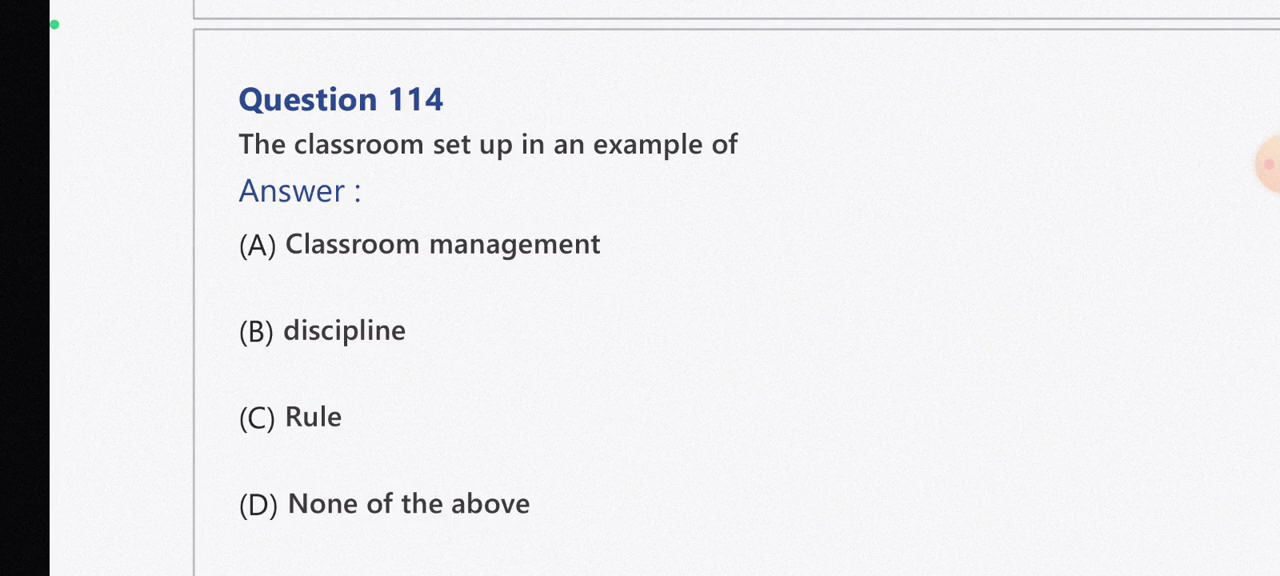 Question 114
The classroom set up in an example of
Answer :
(A) Classroom management
(B) discipline
(C) Rule
(D) None of the above